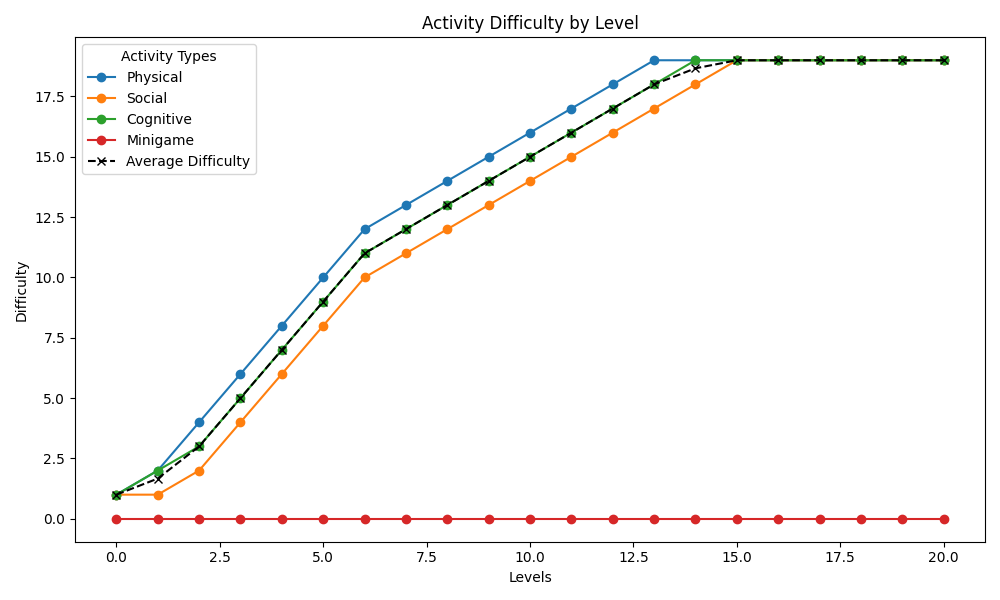 Activity Difficulty by Level
Activity Types
Physical
Social
Cognitive
Minigame
Average Difficulty
Difficulty
17.5
15.0
12.5
10.0
7.5
5.0
2.5
0.0
0.0 2.5 5.0 7.5 10.0 12.5 15.0 17.5 20.0
Levels